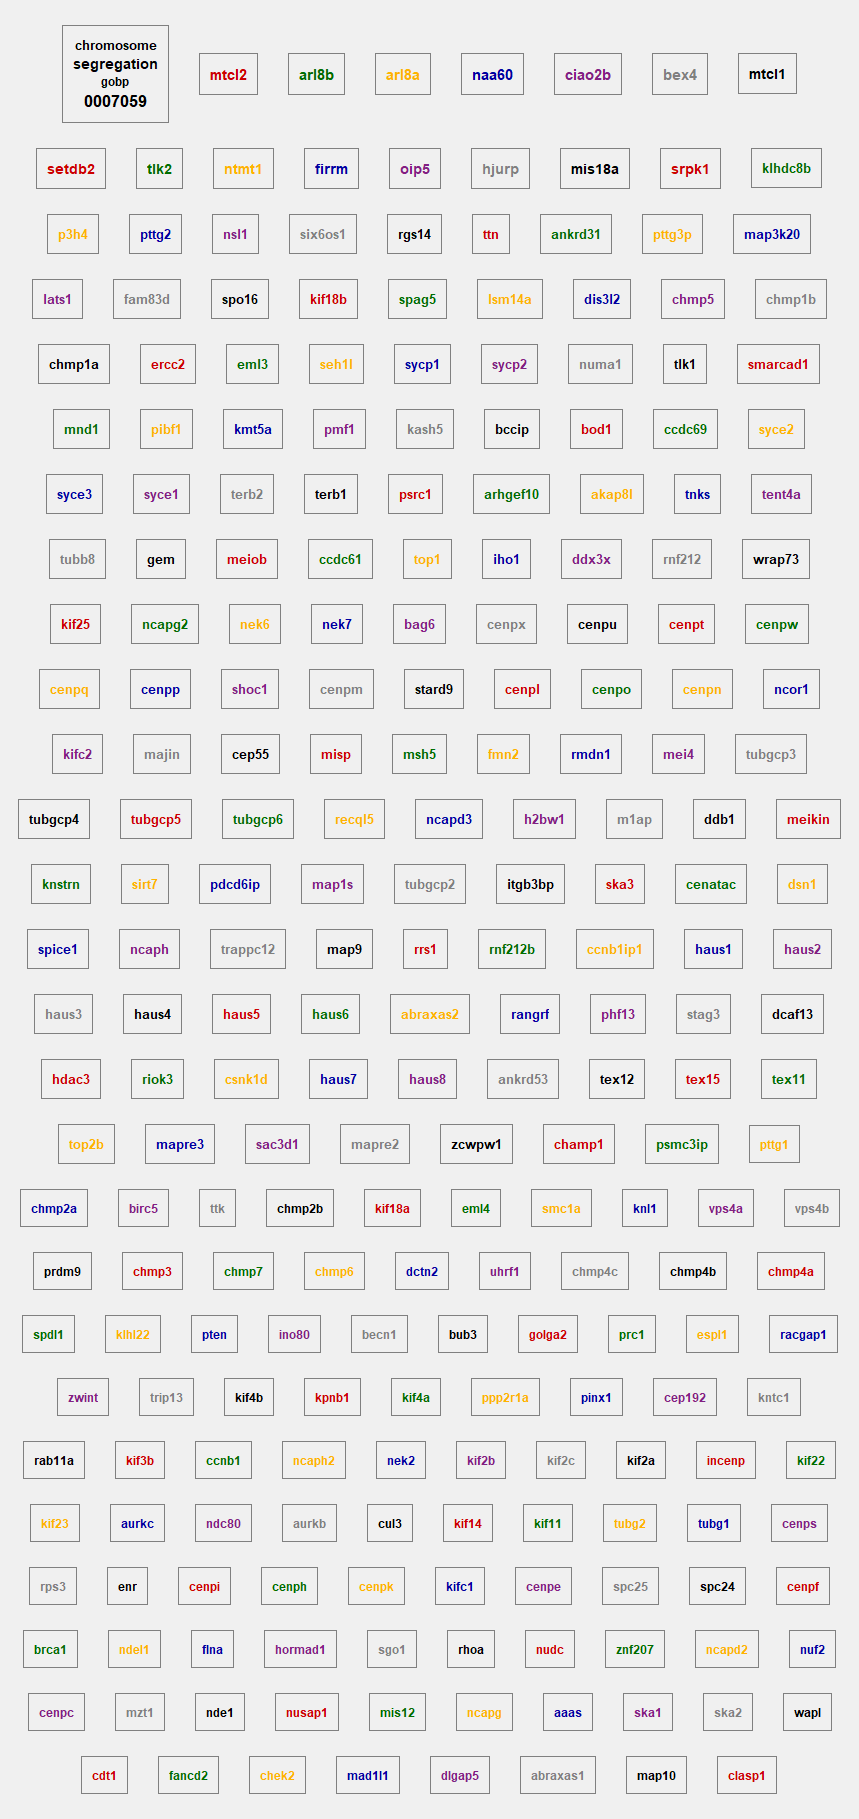 chromosome
segregation
gobp
0007059
mtcl2 arl8b arl8a naa60 ciao2b bex4 mtcl1
setdb2 tlk2 ntmt1 firrm oip5 hjurp mis18a srpk1 klhdc8b
p3h4 pttg2 nsl1 six6os1 rgs14 ttn ankrd31 pttg3p map3k20
lats1 fam83d spo16 kif18b spag5 lsm14a dis3l2 chmp5 chmp1b
chmp1a ercc2 eml3 seh1l sycp1 sycp2 numa1 tlk1 smarcad1
mnd1 pibf1 kmt5a pmf1 kash5 bccip bod1 ccdc69 syce2
syce3 syce1 terb2 terb1 psrc1 arhgef10 akap8l tnks tent4a
tubb8 gem meiob ccdc61 top1 iho1 ddx3x rnf212 wrap73
kif25 ncapg2 nek6 nek7 bag6 cenpx cenpu cenpt cenpw
cenpq cenpp shoc1 cenpm stard9 cenpl cenpo cenpn ncor1
kifc2 majin cep55 misp msh5 fmn2 rmdn1 mei4 tubgcp3
tubgcp4 tubgcp5 tubgcp6 recql5 ncapd3 h2bw1 m1ap ddb1 meikin
knstrn sirt7 pdcd6ip map1s tubgcp2 itgb3bp ska3 cenatac dsn1
spice1 ncaph trappc12 map9 rrs1 rnf212b ccnb1ip1 haus1 haus2
haus3 haus4 haus5 haus6 abraxas2 rangrf phf13 stag3 dcaf13
hdac3 riok3 csnk1d haus7 haus8 ankrd53 tex12 tex15 tex11
top2b mapre3 sac3d1 mapre2 zcwpw1 champ1 psmc3ip pttg1
chmp2a birc5 ttk chmp2b kif18a eml4 smc1a knl1 vps4a vps4b
prdm9 chmp3 chmp7 chmp6 dctn2 uhrf1 chmp4c chmp4b chmp4a
spdl1 klhl22 pten ino80 becn1 bub3 golga2 prc1 espl1 racgap1
zwint trip13 kif4b kpnb1 kif4a ppp2r1a pinx1 cep192 kntc1
rab11a kif3b ccnb1 ncaph2 nek2 kif2b kif2c kif2a incenp kif22
kif23 aurkc ndc80 aurkb cul3 kif14 kif11 tubg2 tubg1 cenps
rps3 enr cenpi cenph cenpk kifc1 cenpe spc25 spc24 cenpf
brca1 ndel1 flna hormad1 sgo1 rhoa nudc znf207 ncapd2 nuf2
cenpc mzt1 nde1 nusap1 mis12 ncapg aaas ska1 ska2 wapl
cdt1 fancd2 chek2 mad1l1 dlgap5 abraxas1 map10 clasp1